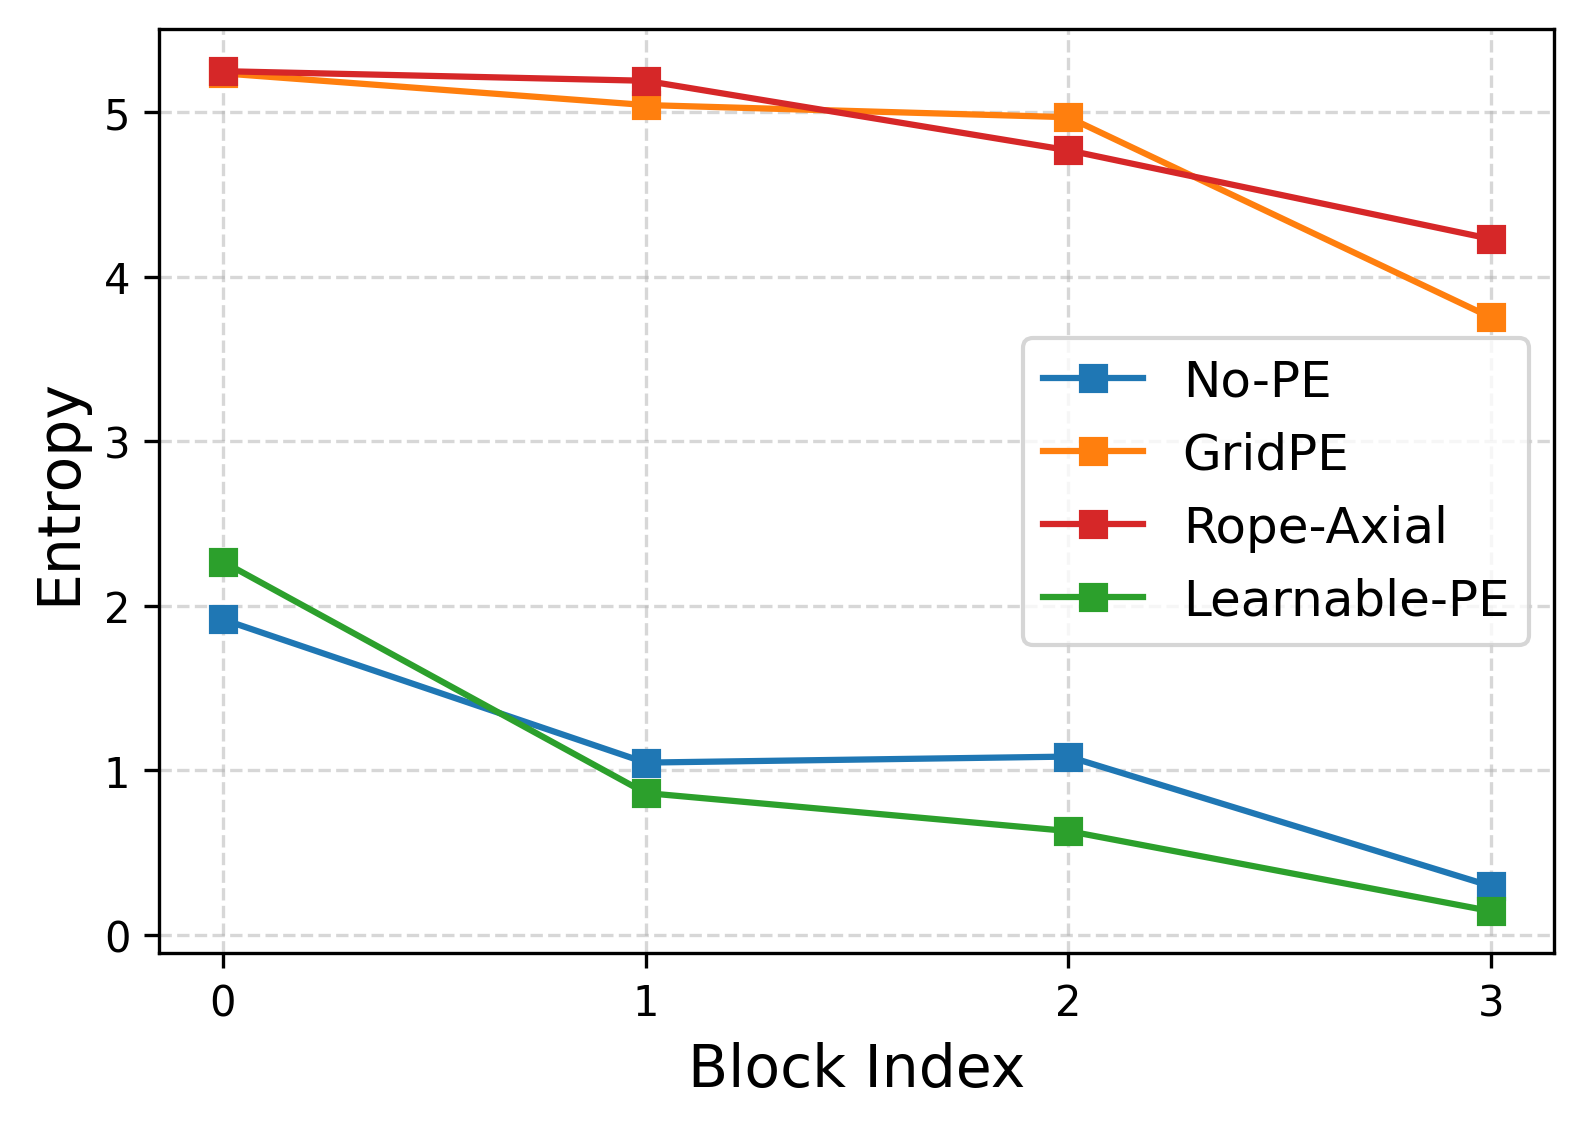 5
4
3
2
1
0
Entropy
0 1 2 3
Block Index
No-PE
GridPE
Rope-Axial
Learnable-PE